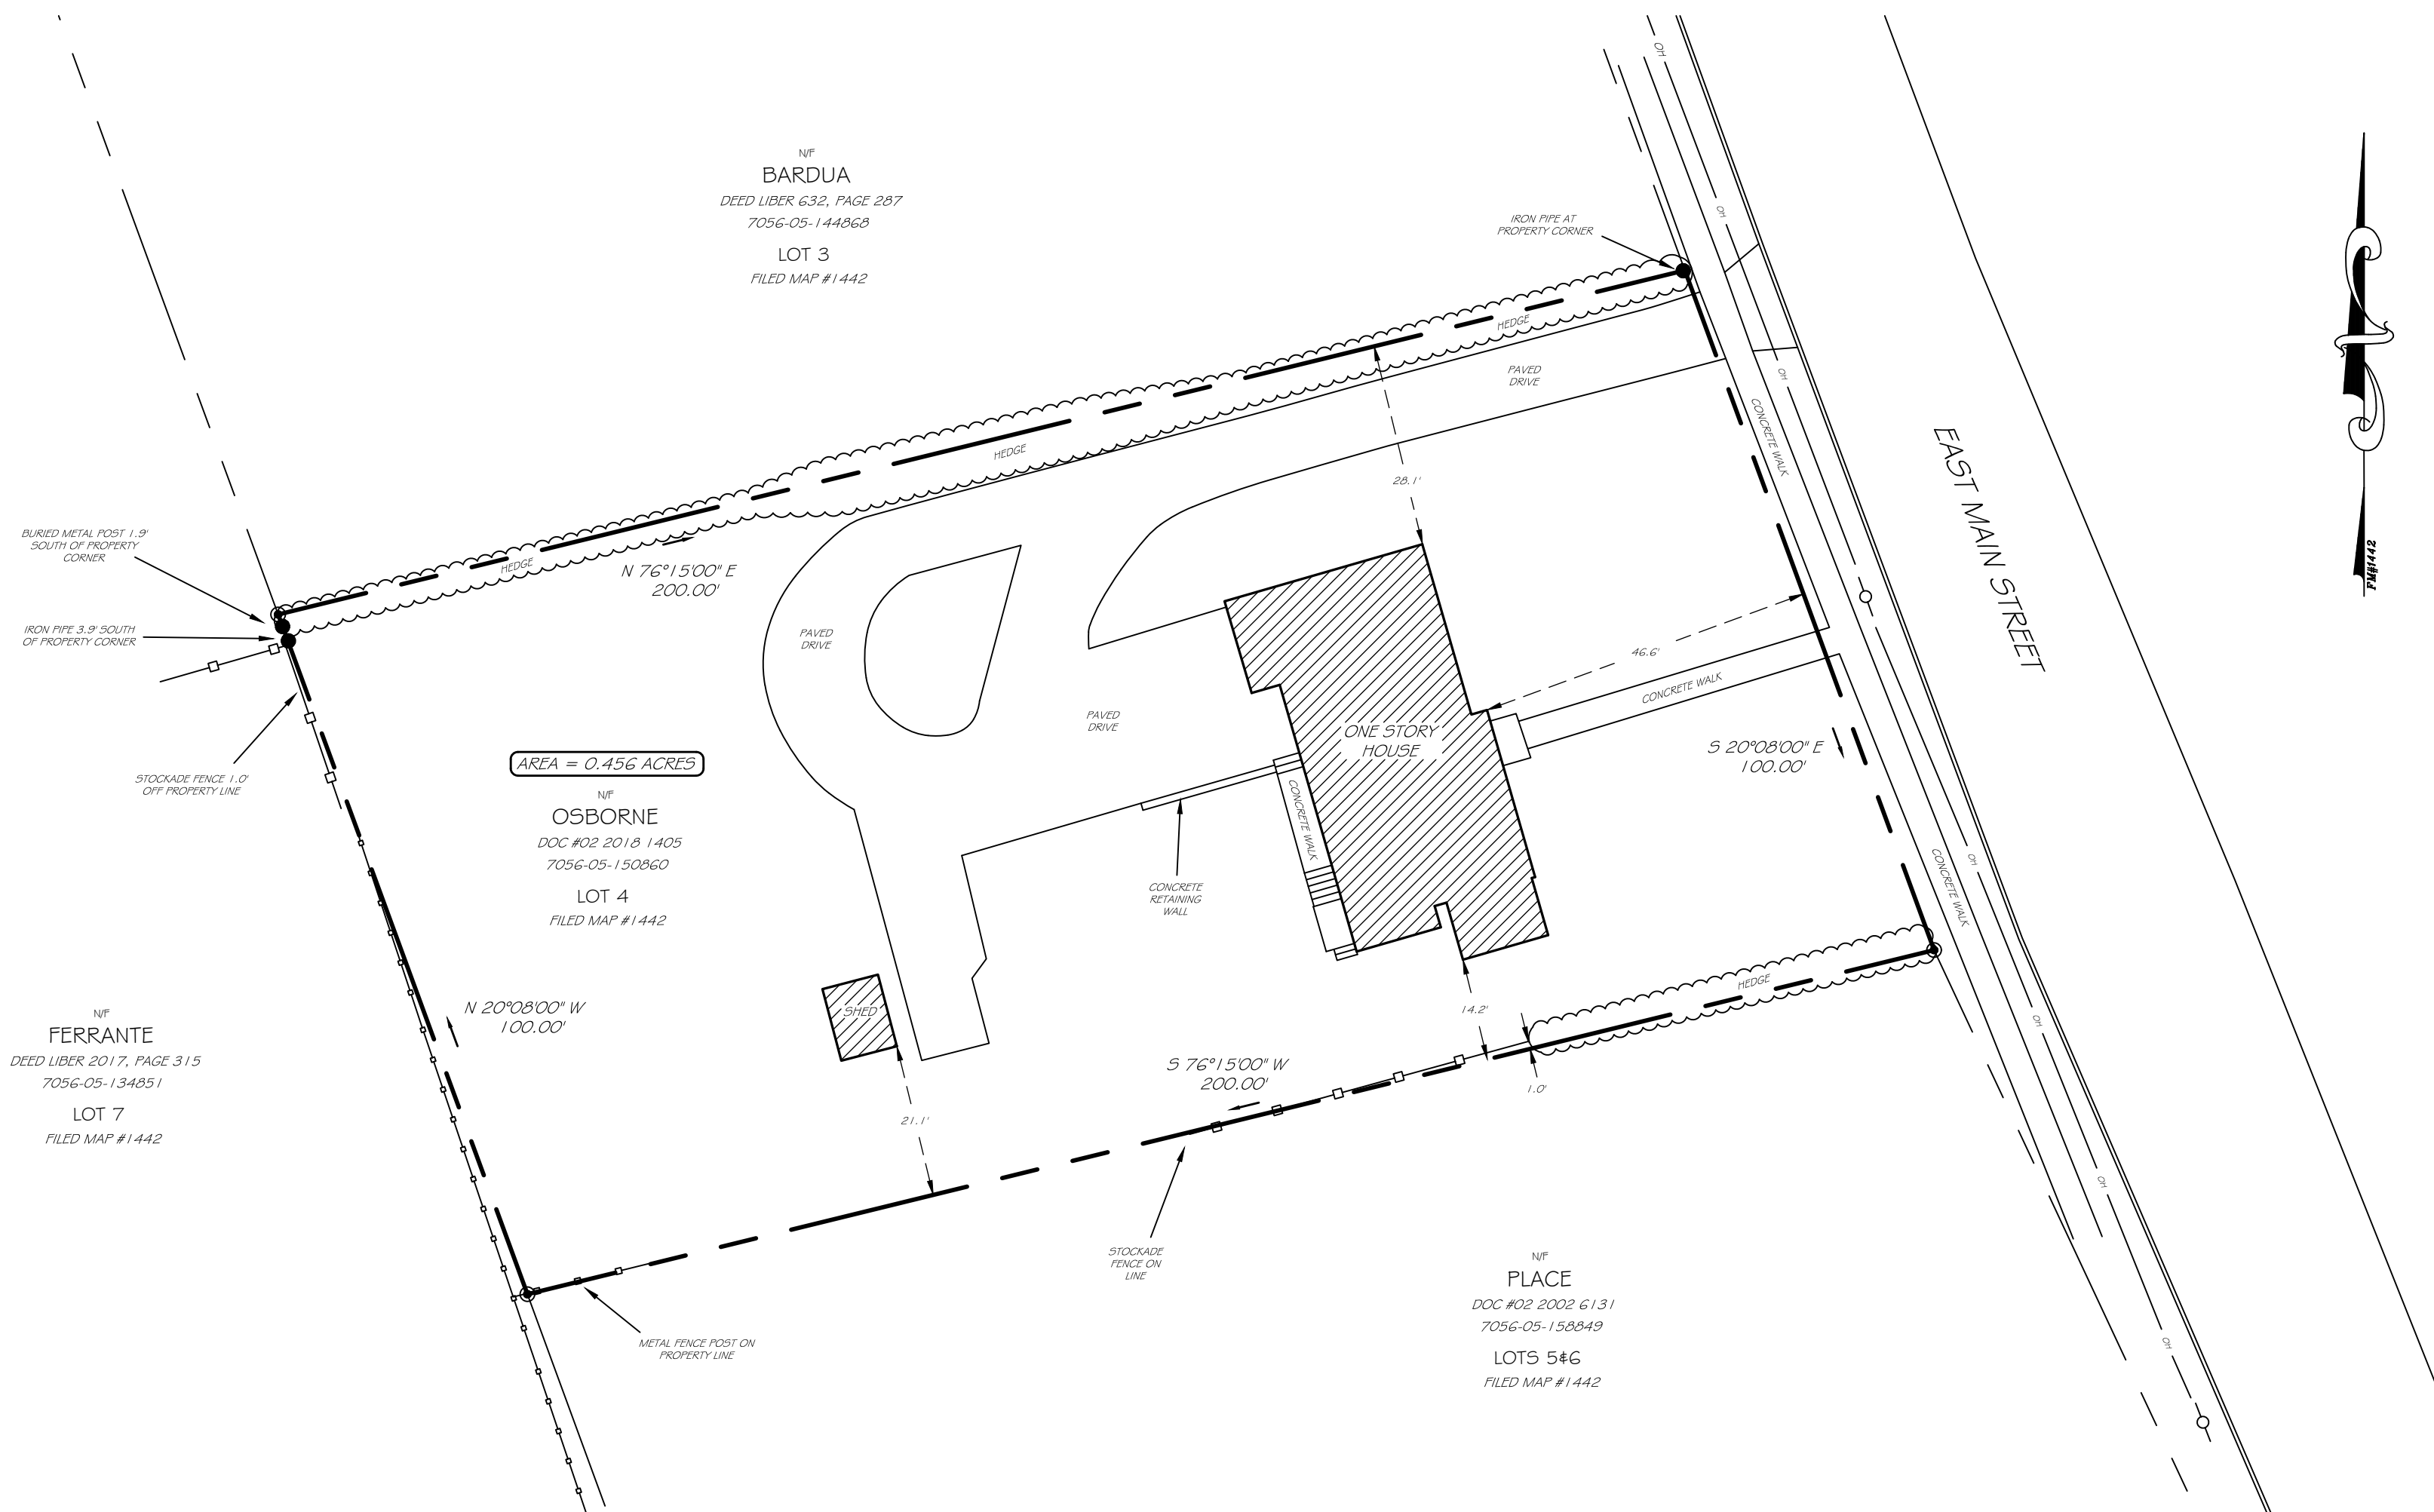 N/F
BARDUA
DEED LIBER 632, PAGE 287
7056-05-144868
LOT 3
FILED MAP #1442
IRON PIPE AT
PROPERTY CORNER
OH
OH
OH
HEDGE
HEDGE
HEDGE
PAVED
DRIVE
CONCRETE WALK
EAST MAIN STREET
FM#1442
28.1'
BURIED METAL POST 1.9'
SOUTH OF PROPERTY
CORNER
IRON PIPE 3.9' SOUTH
OF PROPERTY CORNER
N 76°15'00" E
200.00'
PAVED
DRIVE
PAVED
DRIVE
46.6'
CONCRETE WALK
ONE STORY
HOUSE
S 20°08'00" E
100.00'
STOCKADE FENCE 1.0'
OFF PROPERTY LINE
AREA = 0.456 ACRES
N/F
OSBORNE
DOC #02 2018 1405
7056-05-150860
LOT 4
FILED MAP #1442
CONCRETE WALK
CONCRETE
RETAINING
WALL
CONCRETE WALK
OH
HEDGE
SHED
14.2'
N 20°08'00" W
100.00'
OH
N/F
FERRANTE
DEED LIBER 2017, PAGE 315
7056-05-134851
LOT 7
FILED MAP #1442
S 76°15'00" W
200.00'
1.0'
21.1'
OH
STOCKADE
FENCE ON
LINE
METAL FENCE POST ON
PROPERTY LINE
N/F
PLACE
DOC #02 2002 6131
7056-05-158849
LOTS 5&6
FILED MAP #1442
OH